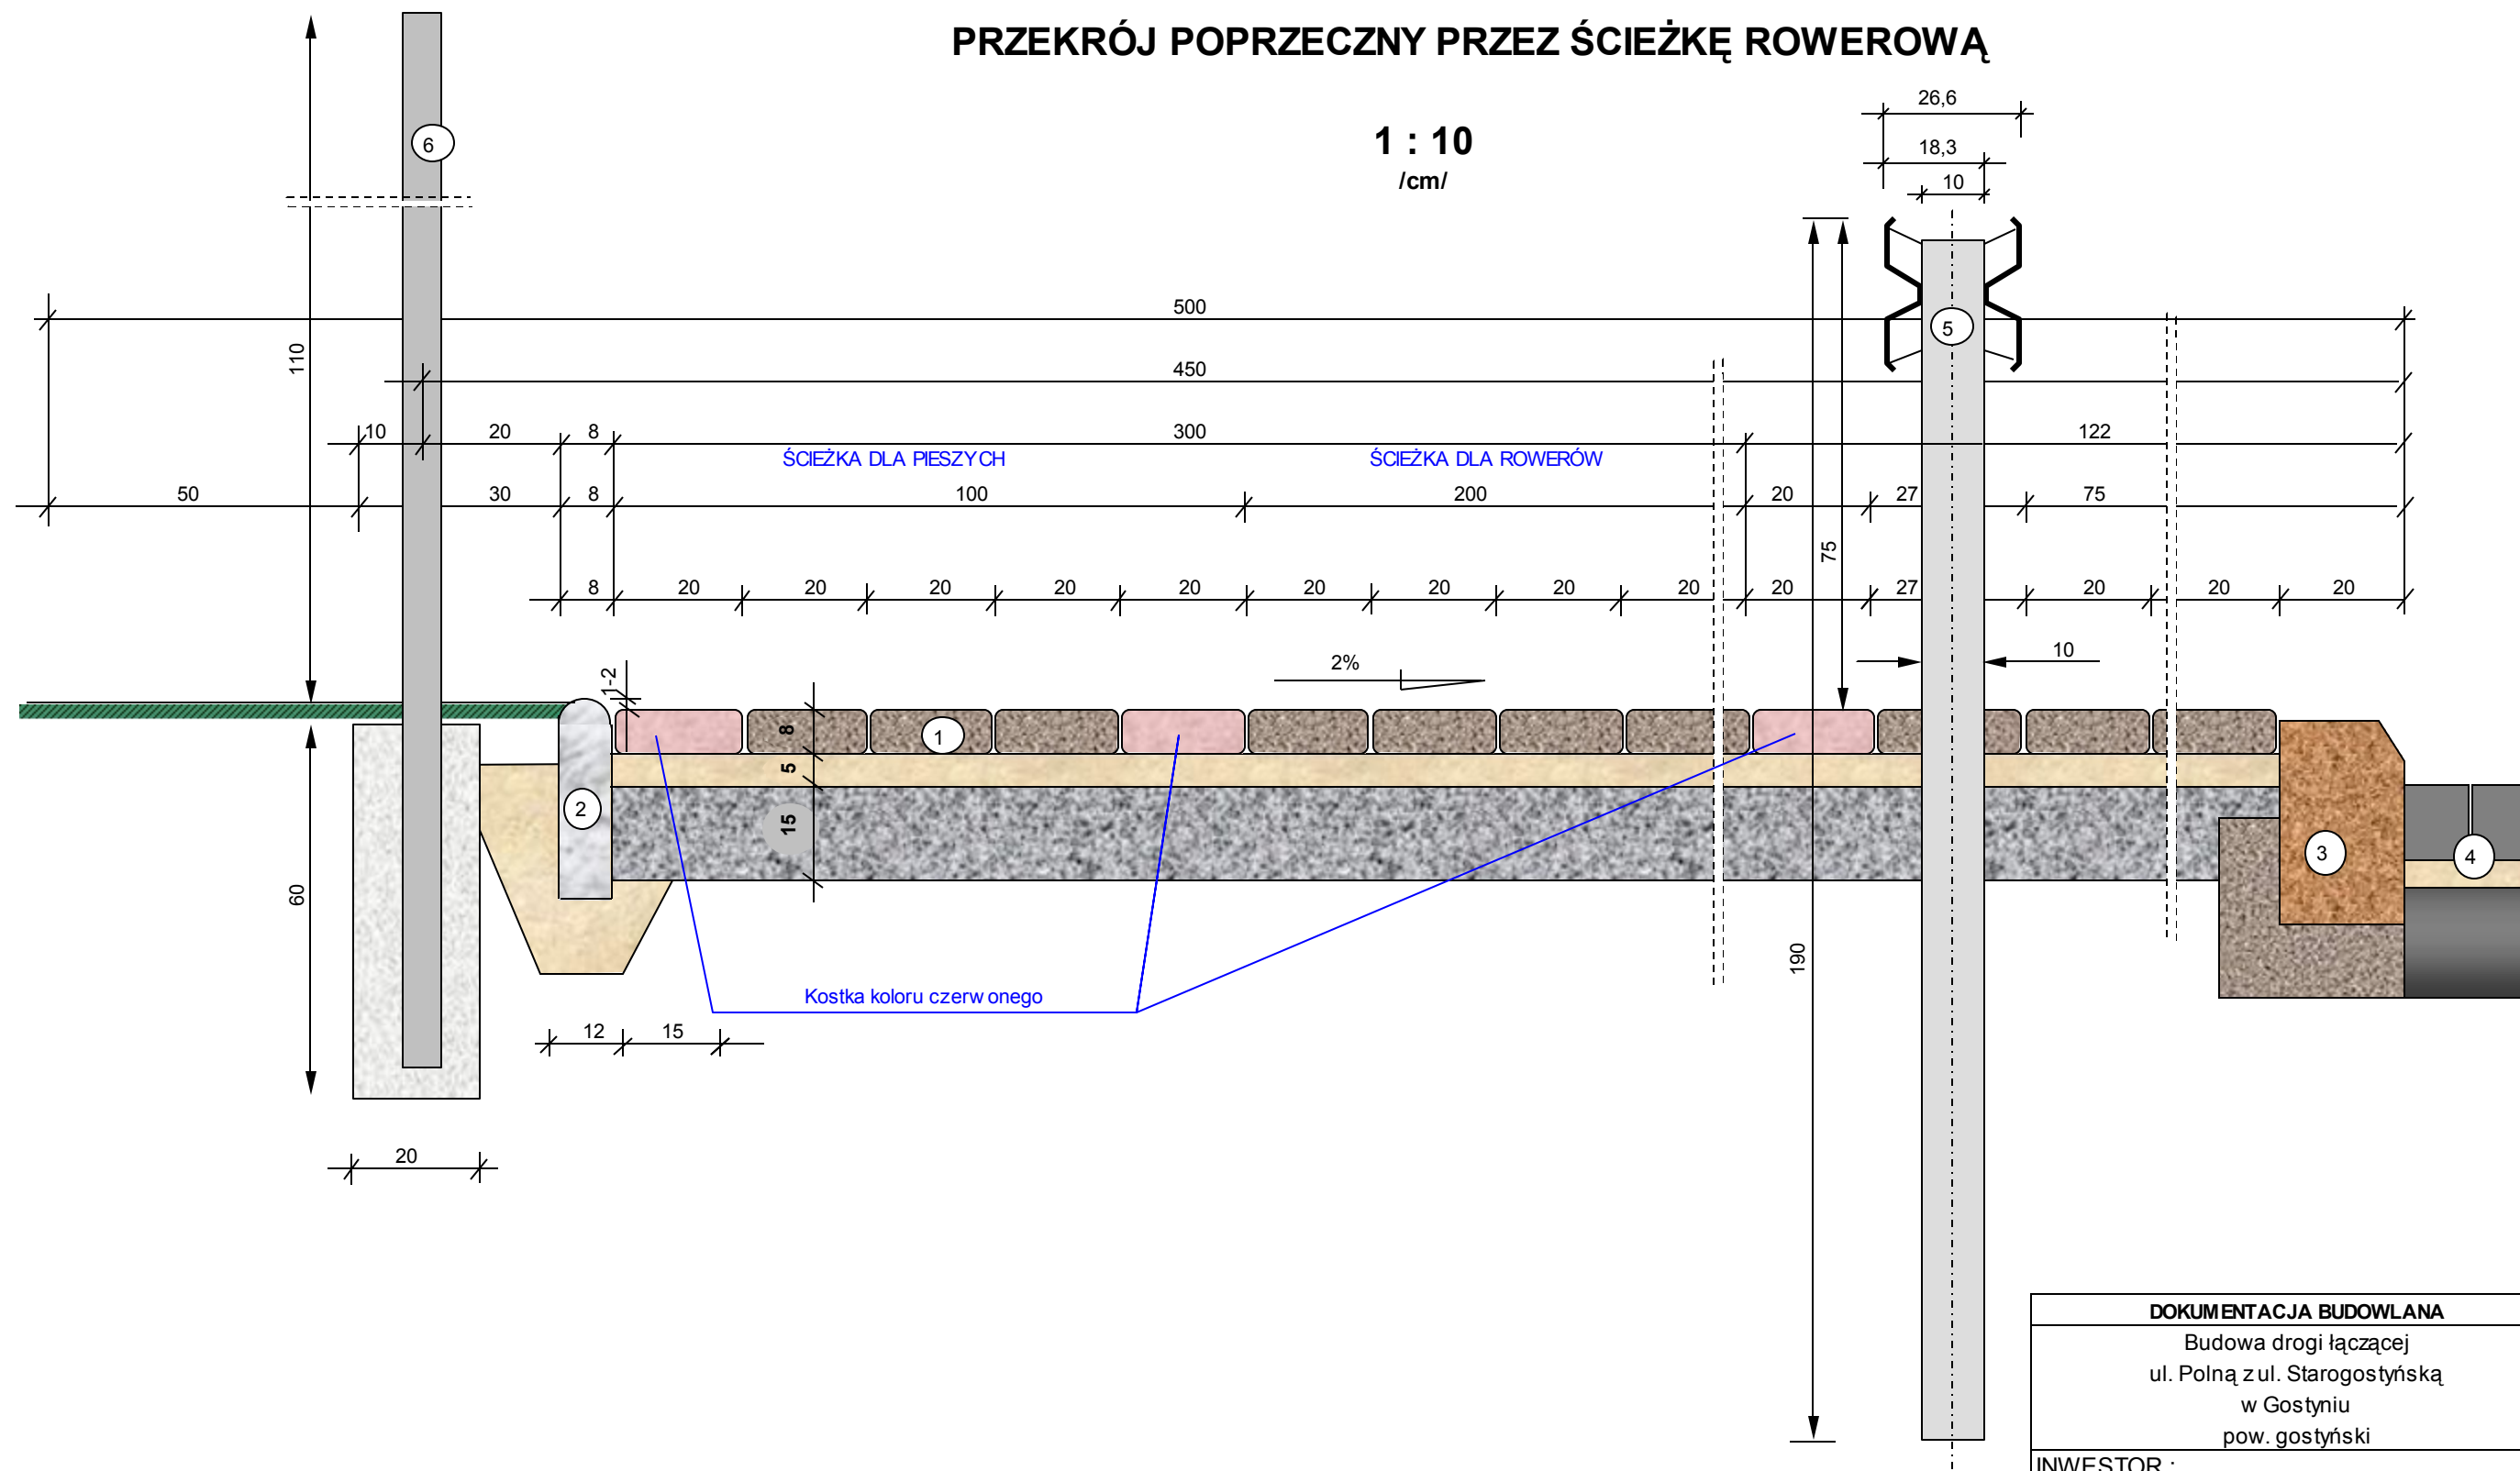 PRZEKRÓJ POPRZECZNY PRZEZ ŚCIEŻKĘ ROWEROWĄ
1 : 10
/cm/
26,6
18,3
10
6
5
500
110
450
10 20 8 300 122
ŚCIEŻKA DLA PIESZYCH ŚCIEŻKA DLA ROWERÓW
50 30 8 100 200 20 27 75
75
8 20 20 20 20 20 20 20 20 20 20 27 20 20 20
1-2
2%
10
8
1
5
2
15
3
4
60
190
Kostka koloru czerwonego
12 15
20
DOKUMENTACJA BUDOWLANA
Budowa drogi łączącej
ul. Polną z ul. Starogostyńską
w Gostyniu
pow. gostyński
INWESTOR :